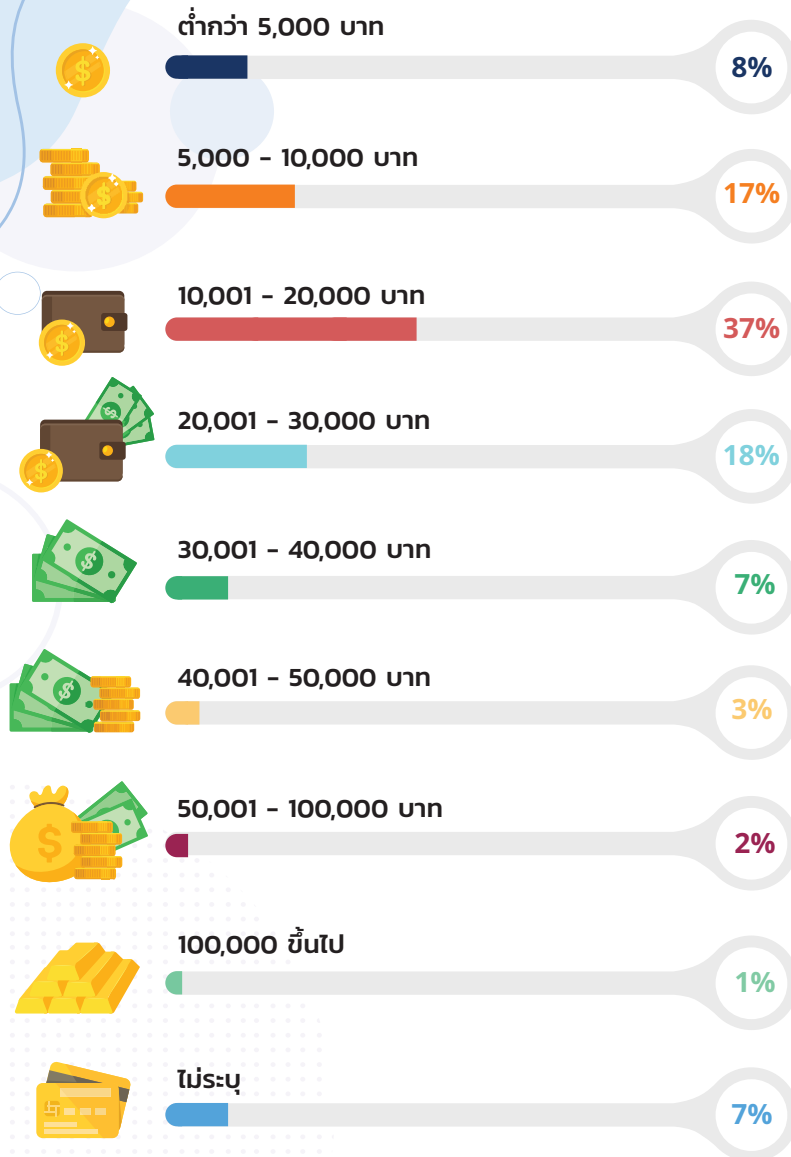 ต่ำกว่า 5,000 บาท
8%
5,000 - 10,000 บาท
17%
10,001 - 20,000 บาท
37%
20,001 - 30,000 บาท
18%
30,001 - 40,000 บาท
7%
40,001 - 50,000 บาท
3%
50,001 - 100,000 บาท
2%
100,000 ขึ้นไป
1%
ไม่ระบุ
7%